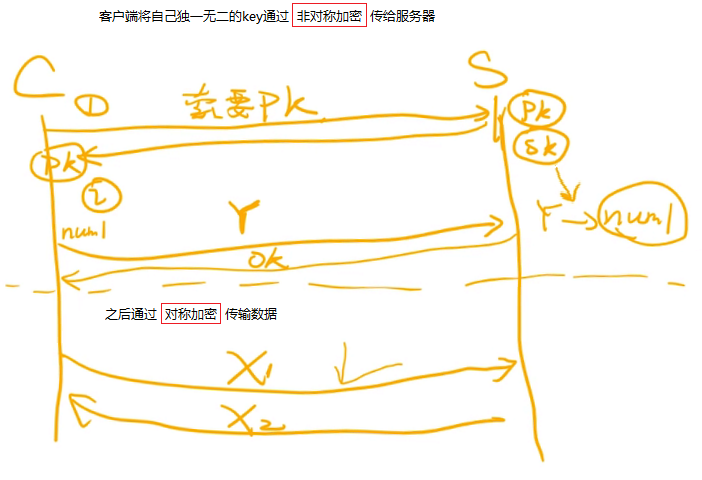 客户端将自己独一无二的key通过 非对称加密 传给服务器
C S
① 索要pk pk
pk sk
②
num1 Y Y → num1
ok
之后通过 对称加密 传输数据
X1
X2